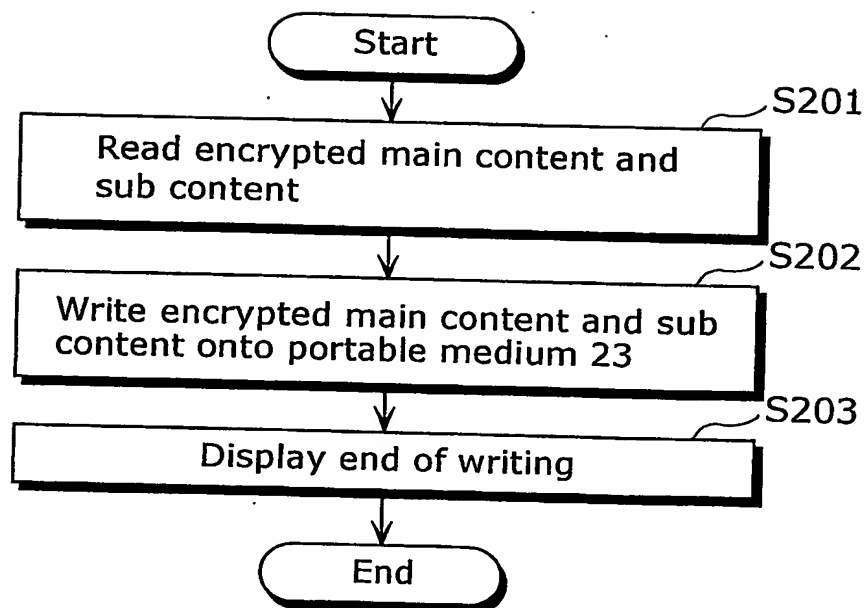 Start
S201
Read encrypted main content and
sub content
S202
Write encrypted main content and sub
content onto portable medium 23
S203
Display end of writing
End